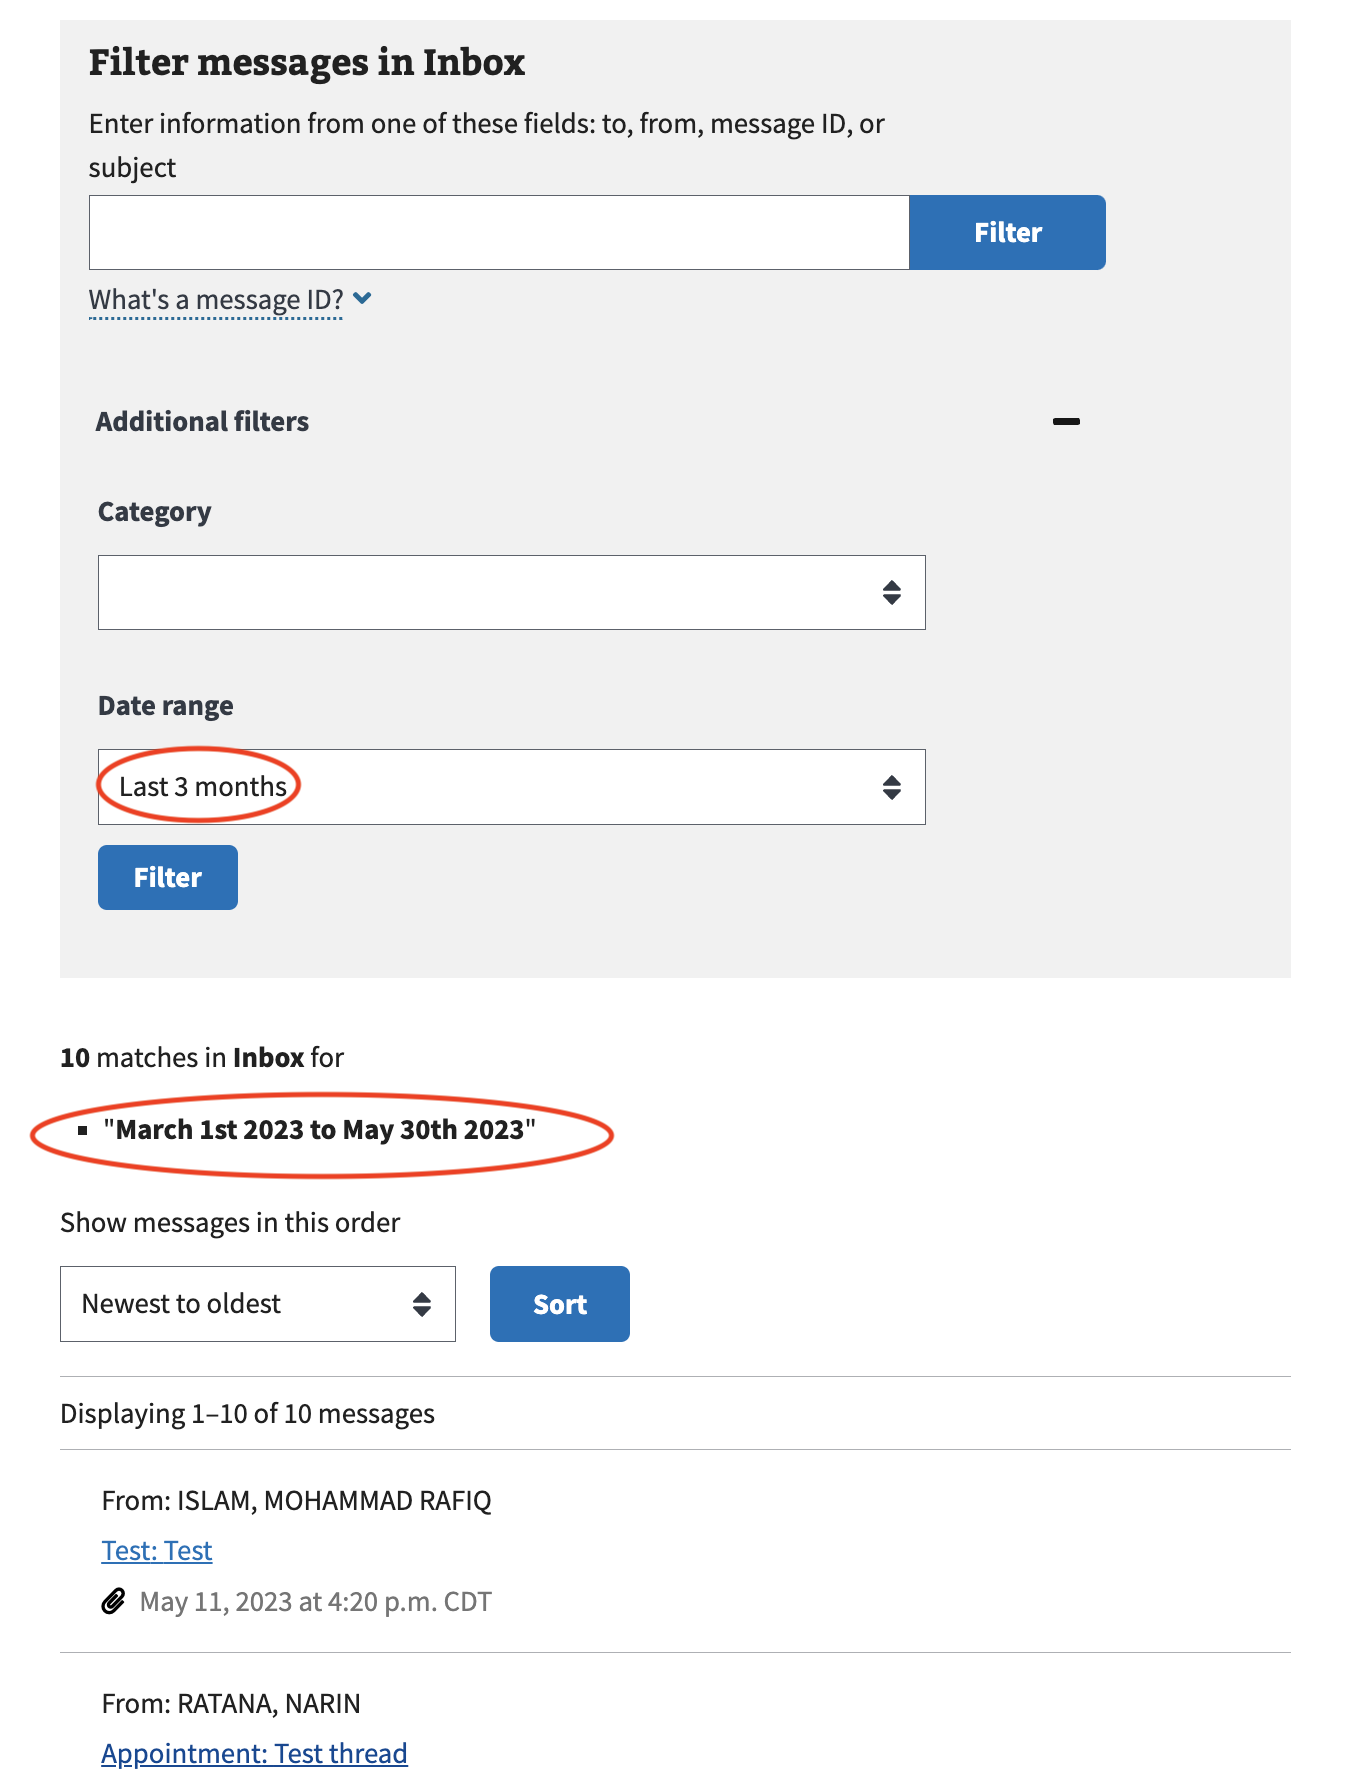 Filter messages in Inbox
Enter information from one of these fields: to, from, message ID, or
subject
Filter
What's a message ID?
Additional filters
Category
Date range
Last 3 months
Filter
10 matches in Inbox for
"March 1st 2023 to May 30th 2023"
Show messages in this order
Newest to oldest
Sort
Displaying 1–10 of 10 messages
From: ISLAM, MOHAMMAD RAFIQ
Test: Test
May 11, 2023 at 4:20 p.m. CDT
From: RATANA, NARIN
Appointment: Test thread